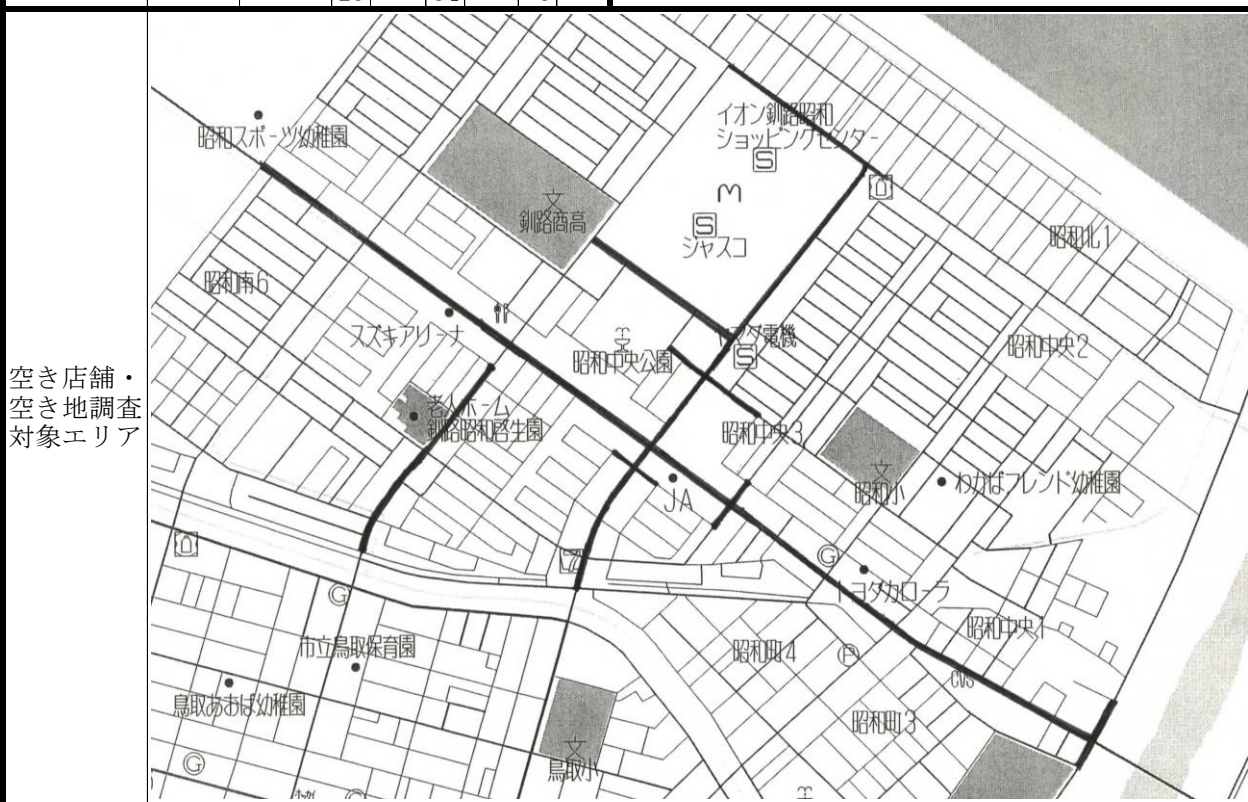 空き店舗・
空き地調査
対象エリア
イオン釧路昭和
ショッピングセンター
昭和スポーツ幼稚園
S
文
釧路商高
M
S
ジャスコ
昭和北1
昭和南6
スズキアリーナ
昭和中央公園
ヤマダ電機
S
昭和中央2
老人ホーム
釧路昭和啓生園
昭和中央3
文
昭和小
わかばフレンド幼稚園
JA
G
トヨタカローラ
G
昭和中央1
市立鳥取保育園
昭和町4
P
CVS
鳥取あおば幼稚園
昭和町3
文
鳥取小
G